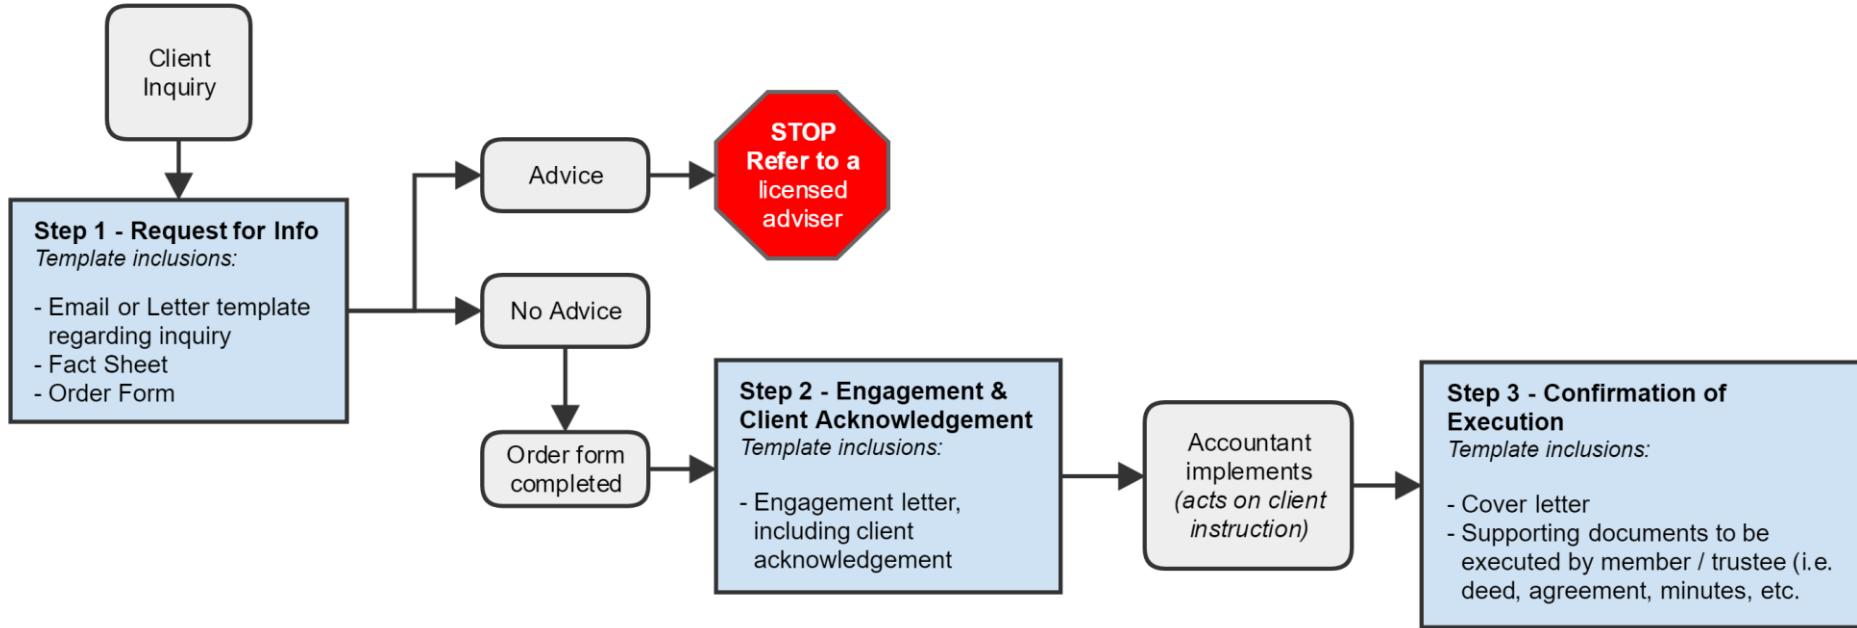 Client
Inquiry
Step 1 - Request for Info
Template inclusions:
- Email or Letter template
regarding inquiry
- Fact Sheet
- Order Form
Advice
STOP
Refer to a
licensed
adviser
No Advice
Order form
completed
Step 2 - Engagement &
Client Acknowledgement
Template inclusions:
- Engagement letter,
including client
acknowledgement
Accountant
implements
(acts on client
instruction)
Step 3 - Confirmation of
Execution
Template inclusions:
- Cover letter
- Supporting documents to be
executed by member / trustee (i.e.
deed, agreement, minutes, etc.